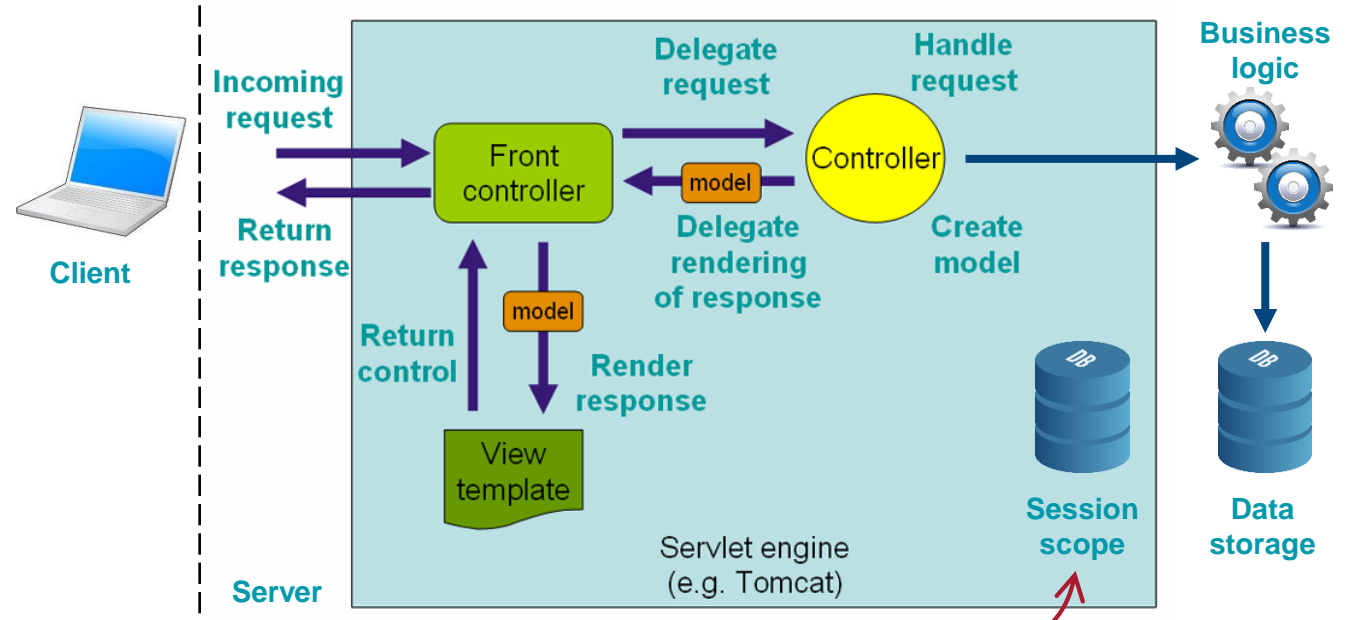 Incoming
request
Return
response
Client
Server
Front
controller
Delegate
request
model
Delegate
rendering
of response
Controller
Handle
request
Create
model
Return
control
model
Render
response
View
template
Servlet engine
(e.g. Tomcat)
DB
Session
scope
Business
logic
DB
Data
storage